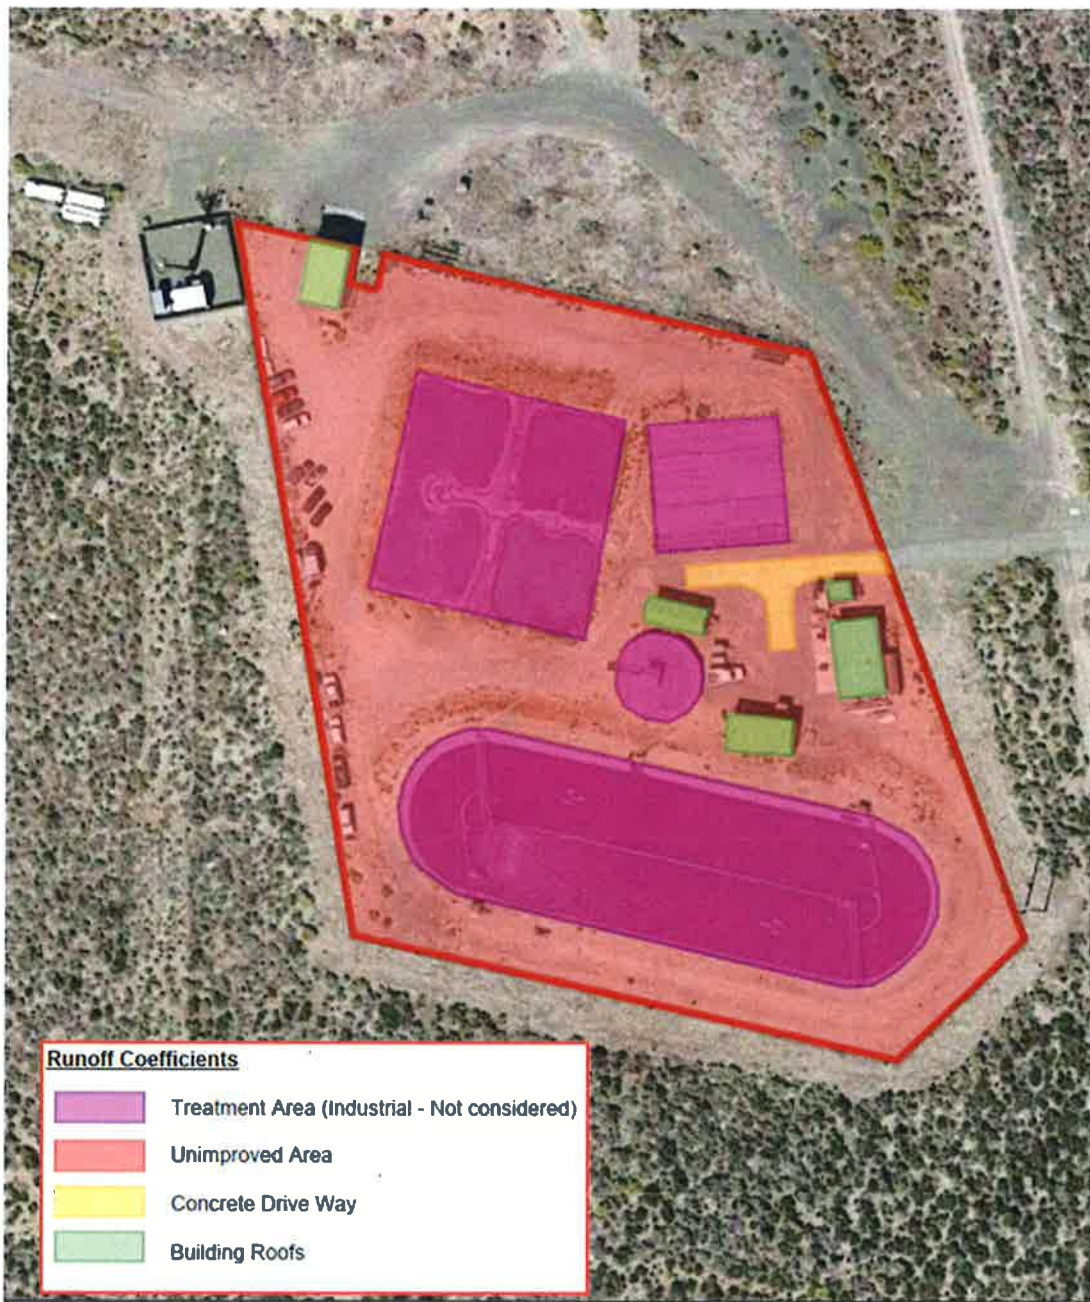 Runoff Coefficients
Treatment Area (Industrial - Not considered)
Unimproved Area
Concrete Drive Way
Building Roofs